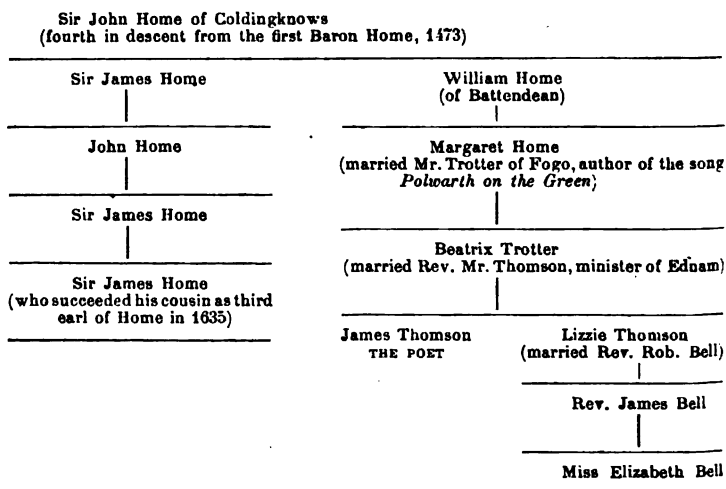 Sir John Home of Coldingknows
(fourth in descent from the first Baron Home, 1473)
Sir James Home
John Home
Sir James Home
Sir James Home
(who succeeded his cousin as third
earl of Home in 1635)
William Home
(of Battendean)
Margaret Home
(married Mr. Trotter of Fogo, author of the song
Polwarth on the Green)
Beatrix Trotter
(married Rev. Mr. Thomson, minister of Ednam)
James Thomson
THE POET
Lizzie Thomson
(married Rev. Rob. Bell)
Rev. James Bell
Miss Elizabeth Bell